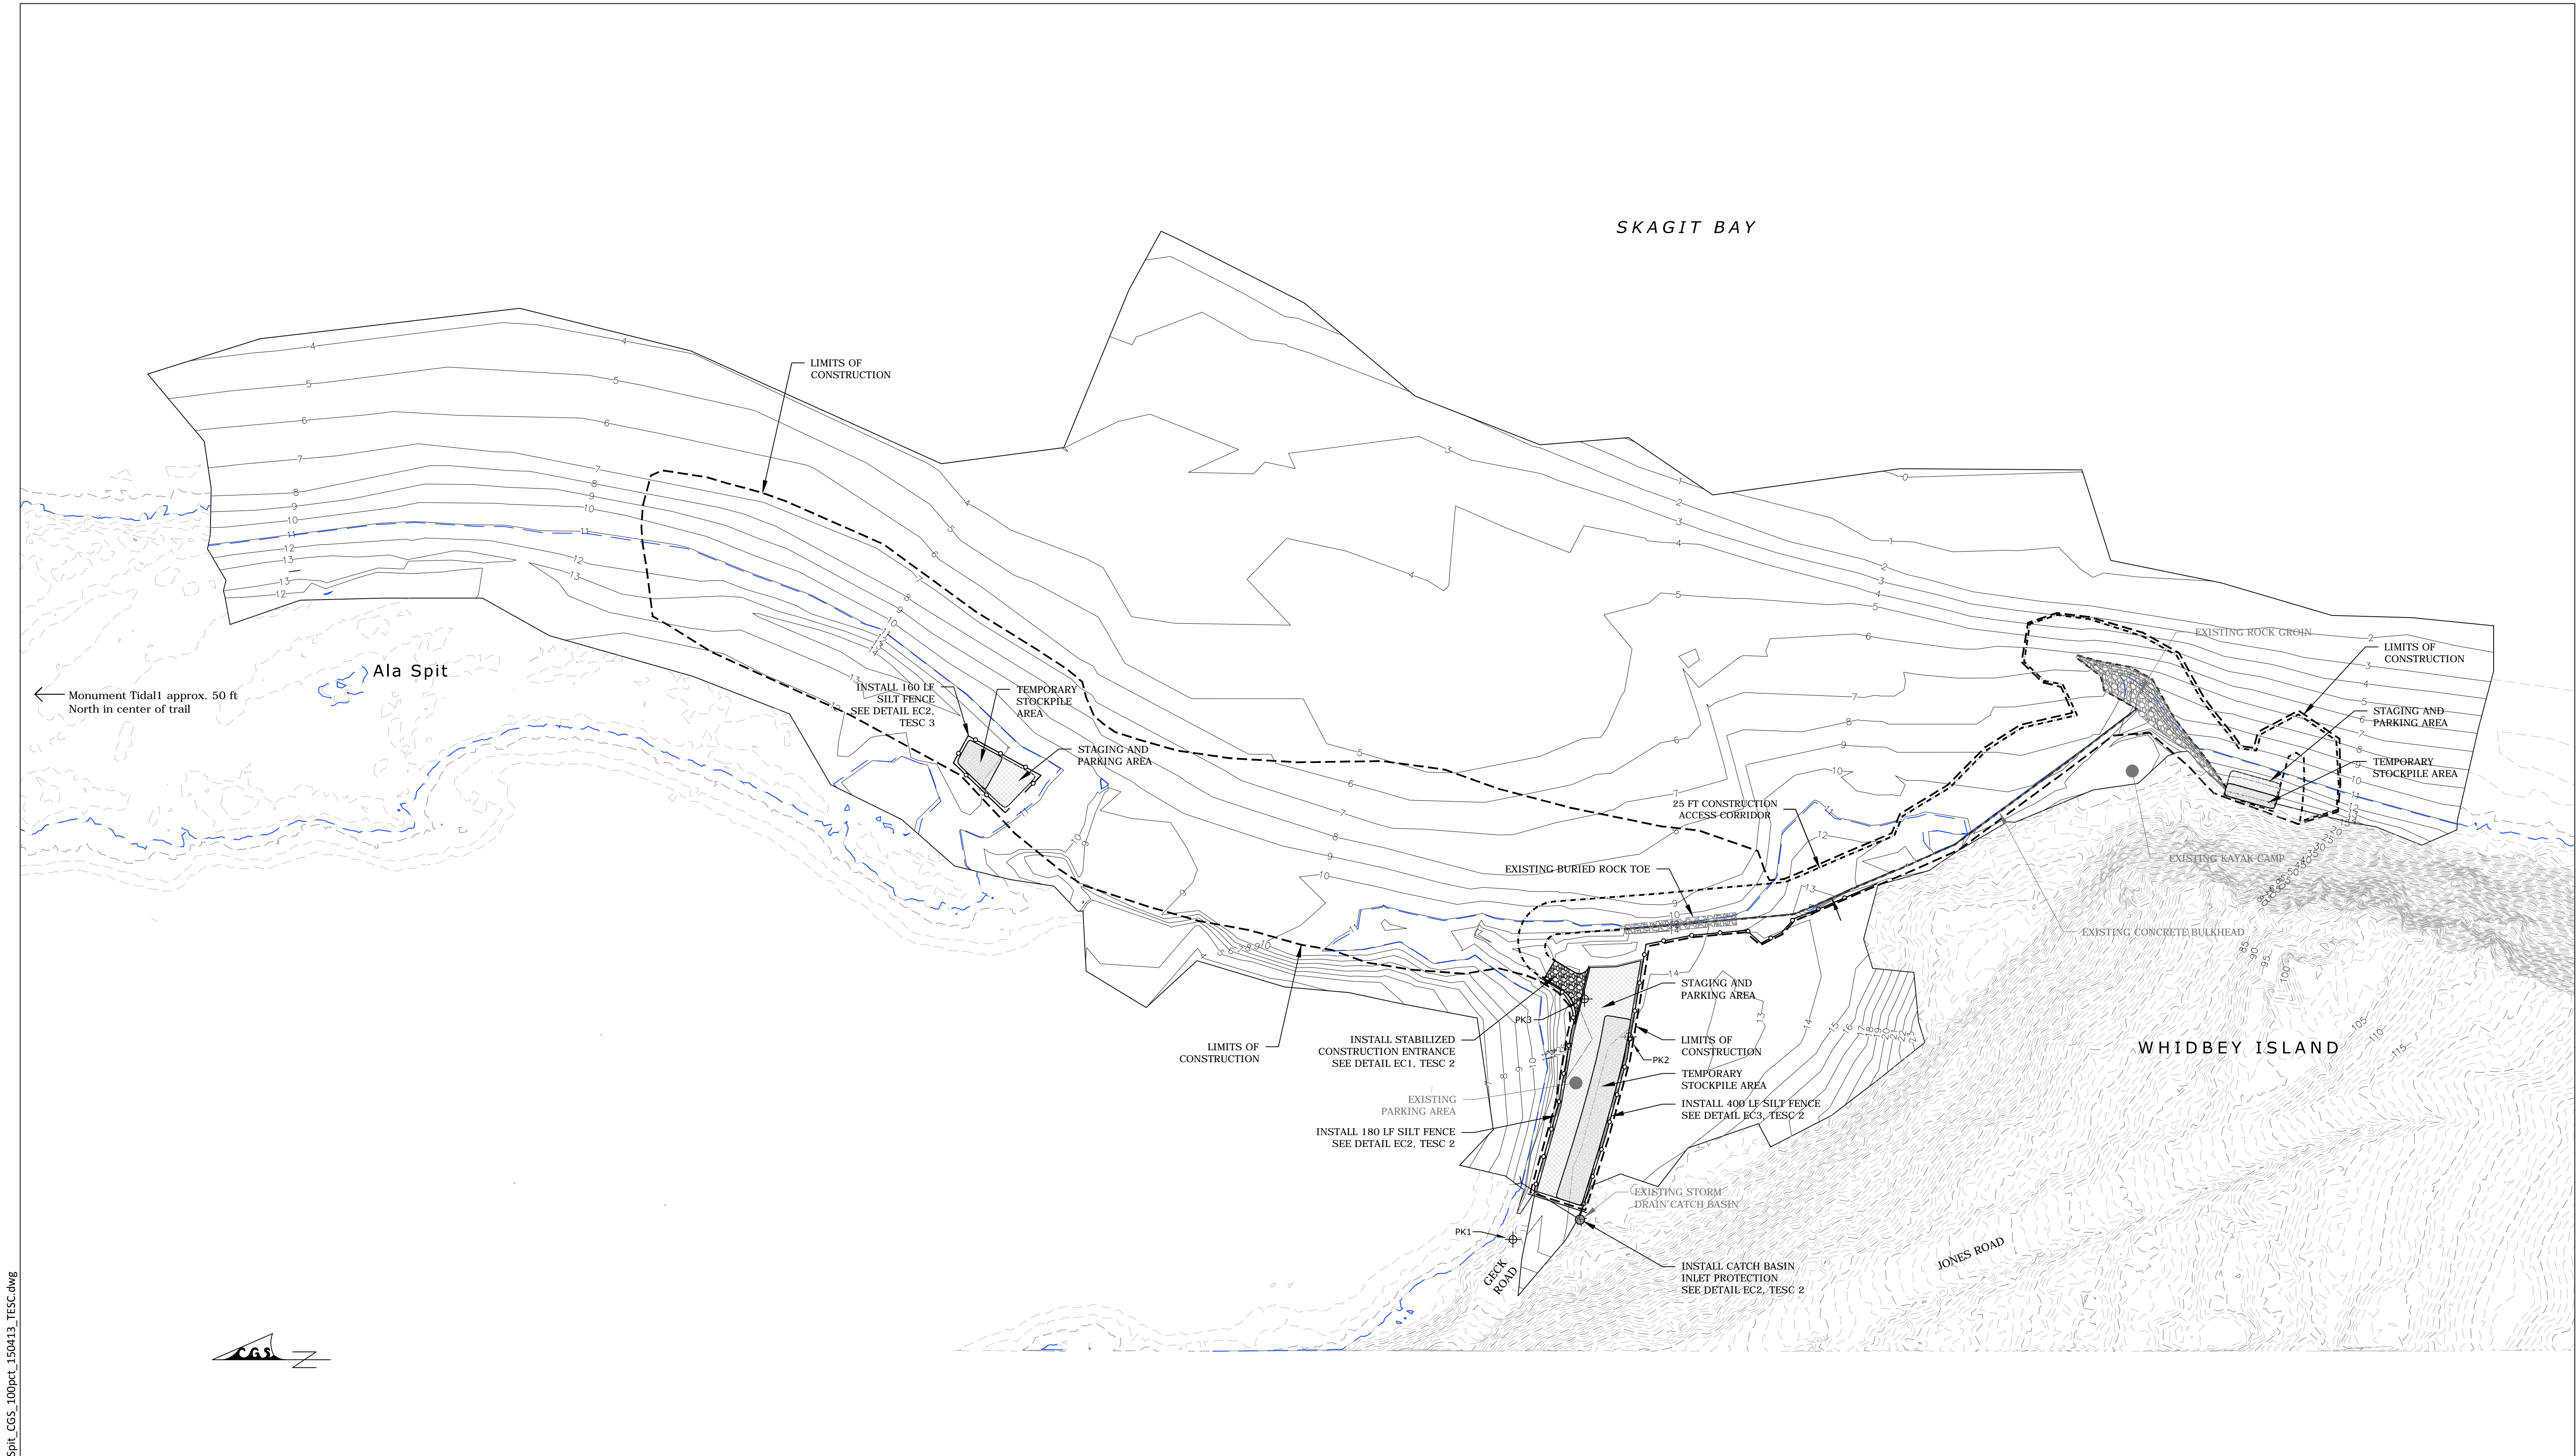 SKAGIT BAY
LIMITS OF
CONSTRUCTION
Ala Spit
Monument Tidal1 approx. 50 ft
North in center of trail
INSTALL 160 LF
SILT FENCE
SEE DETAIL EC2,
TESC 3
TEMPORARY
STOCKPILE
AREA
STAGING AND
PARKING AREA
EXISTING ROCK GROIN
LIMITS OF
CONSTRUCTION
STAGING AND
PARKING AREA
TEMPORARY
STOCKPILE AREA
25 FT CONSTRUCTION
ACCESS CORRIDOR
EXISTING BURIED ROCK TOE
EXISTING KAYAK CAMP
EXISTING CONCRETE BULKHEAD
STAGING AND
PARKING AREA
PK3
LIMITS OF
CONSTRUCTION
INSTALL STABILIZED
CONSTRUCTION ENTRANCE
SEE DETAIL EC1, TESC 2
LIMITS OF
CONSTRUCTION
PK2
WHIDBEY ISLAND
TEMPORARY
STOCKPILE AREA
EXISTING
PARKING AREA
INSTALL 400 LF SILT FENCE
SEE DETAIL EC3, TESC 2
INSTALL 180 LF SILT FENCE
SEE DETAIL EC2, TESC 2
EXISTING STORM
DRAIN CATCH BASIN
PK1
GECK
ROAD
JONES ROAD
INSTALL CATCH BASIN
INLET PROTECTION
SEE DETAIL EC2, TESC 2
CGS
Z
Spit_CGS_100pct_150413_TESC.dwg